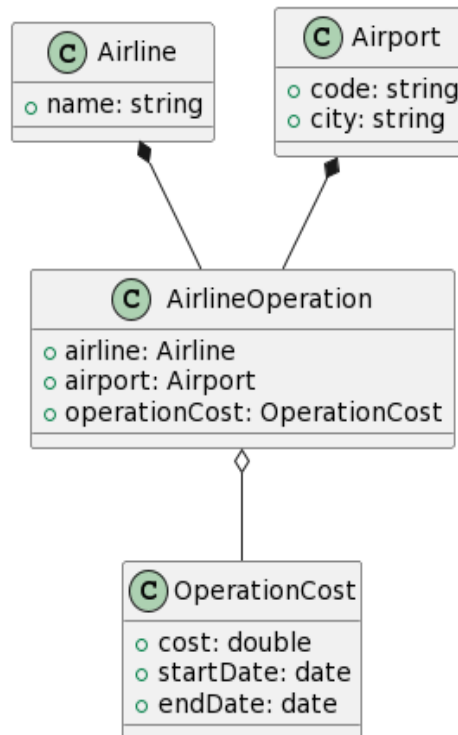 C Airline
name: string
C Airport
code: string
city: string
C AirlineOperation
airline: Airline
airport: Airport
operationCost: OperationCost
C OperationCost
cost: double
startDate: date
endDate: date